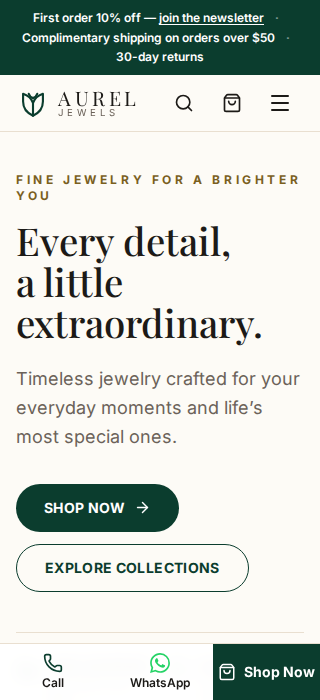 First order 10% off — join the newsletter ·
Complimentary shipping on orders over $50 ·
30-day returns
AUREL
JEWELS
FINE JEWELRY FOR A BRIGHTER
YOU
Every detail,
a little
extraordinary.
Timeless jewelry crafted for your
everyday moments and life’s
most special ones.
SHOP NOW
EXPLORE COLLECTIONS
Call
WhatsApp
Shop Now